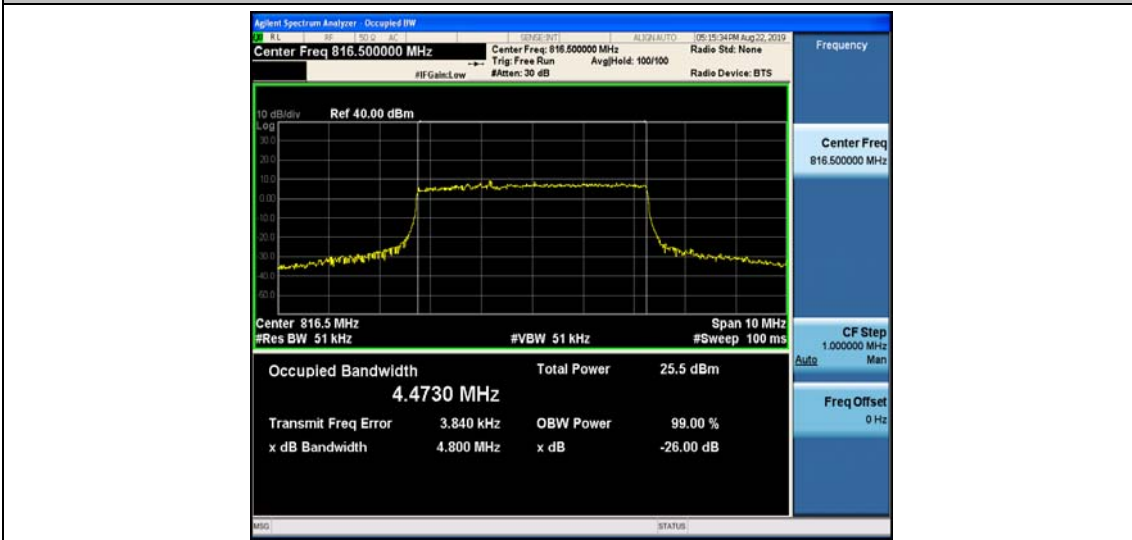 Agilent Spectrum Analyzer - Occupied BW
RL RF 50 Ω AC SENSE:INT ALIGN AUTO 05:15:34 PM Aug 22, 2019
Center Freq 816.500000 MHz
Center Freq: 816.500000 MHz
Radio Std: None
Trig: Free Run Avg|Hold: 100/100
#IFGain:Low #Atten: 30 dB Radio Device: BTS
10 dB/div Ref 40.00 dBm
Log
30.0
20.0
10.0
0.00
10.0
20.0
30.0
40.0
50.0
Center 816.5 MHz Span 10 MHz
#Res BW 51 kHz #VBW 51 kHz #Sweep 100 ms
Occupied Bandwidth Total Power 25.5 dBm
4.4730 MHz
Transmit Freq Error 3.840 kHz OBW Power 99.00 %
x dB Bandwidth 4.800 MHz x dB -26.00 dB
MSG STATUS
Frequency
Center Freq
816.500000 MHz
CF Step
1.000000 MHz
Auto Man
Freq Offset
0 Hz